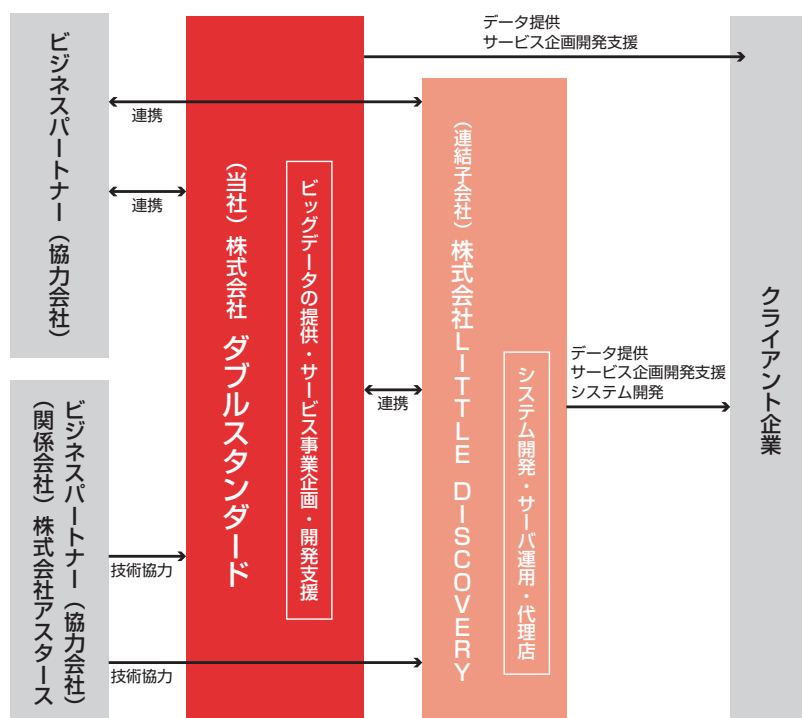 ビジネスパートナー（協力会社）
ビジネスパートナー（協力会社）
（関係会社）株式会社アスタース
連携
連携
技術協力
技術協力
（当社）株式会社 ダブルスタンダード
ビッグデータの提供・サービス事業企画・開発支援
連携
（連結子会社）株式会社LITTLE DISCOVERY
システム開発・サーバ運用・代理店
データ提供
サービス企画開発支援
データ提供
サービス企画開発支援
システム開発
クライアント企業